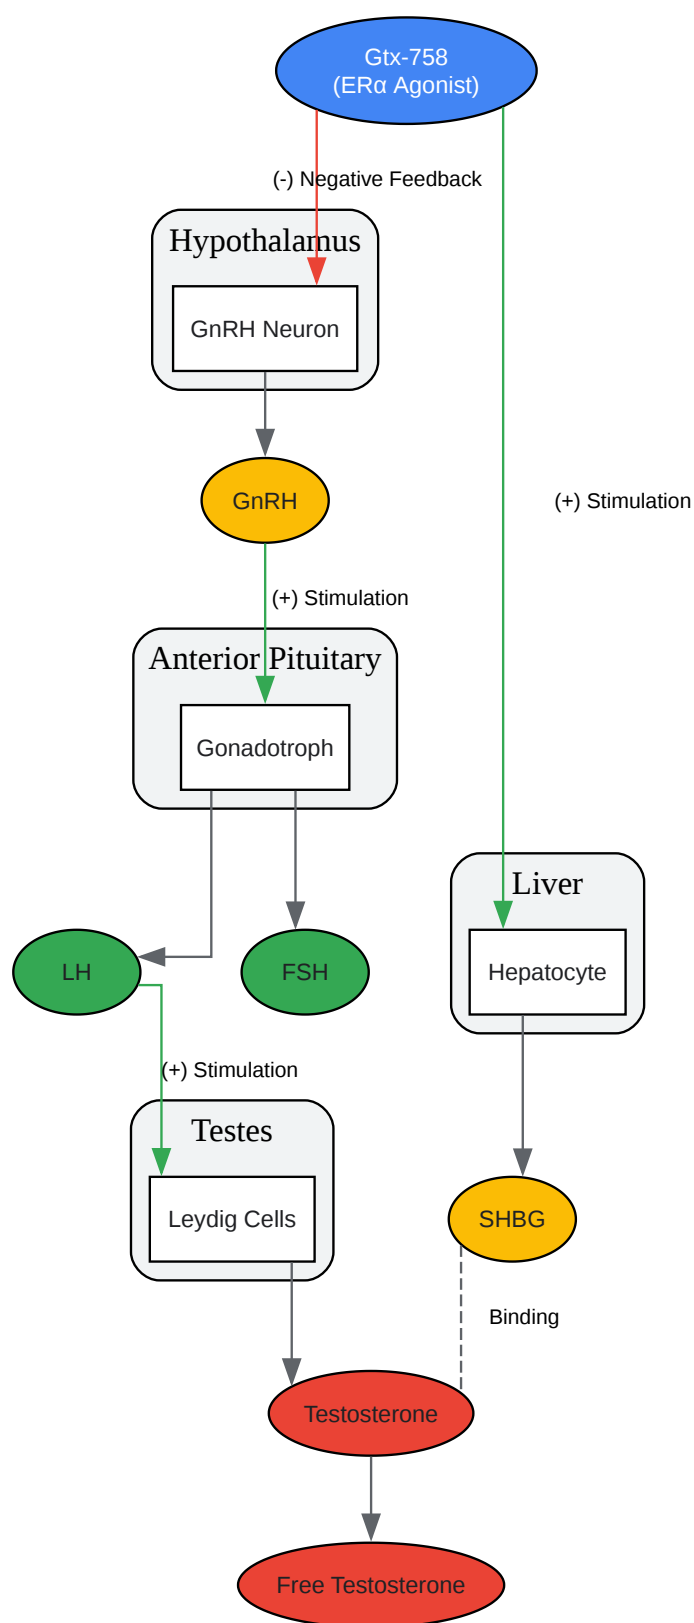 Gtx-758
(ERα Agonist)
(-) Negative Feedback
Hypothalamus
GnRH Neuron
GnRH
(+) Stimulation
(+) Stimulation
Anterior Pituitary
Gonadotroph
Liver
LH
FSH
Hepatocyte
(+) Stimulation
Testes
Leydig Cells
SHBG
Binding
Testosterone
Free Testosterone